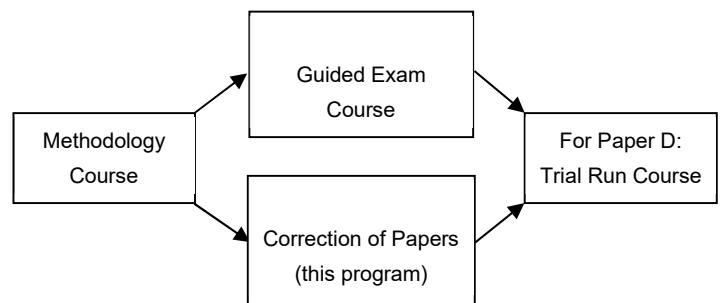 Guided Exam
Course
Methodology
Course
For Paper D:
Trial Run Course
Correction of Papers
(this program)